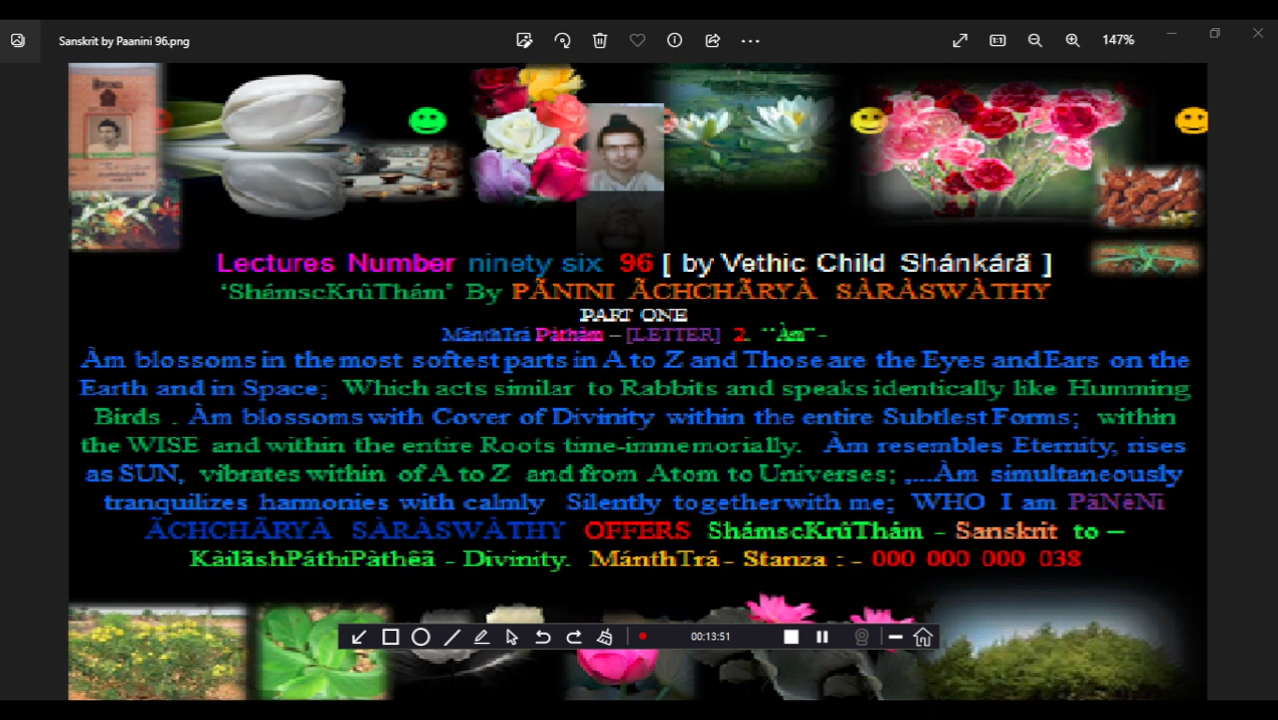 Sanskrit by Paanini 96.png
147%
Lectures Number ninety six 96 [ by Vethic Child Shánkárã ]
‘ShámscKrûThám’ By PÃNINI ÃCHCHÃRYÀ SÀRÀSWÀTHY
PART ONE
MánthTrá Pàthàm – [LETTER] 2. ¨Àm¨ –
Àm blossoms in the most softest parts in A to Z and Those are the Eyes and Ears on the
Earth and in Space; Which acts similar to Rabbits and speaks identically like Humming
Birds . Àm blossoms with Cover of Divinity within the entire Subtlest Forms; within
the WISE and within the entire Roots time-immemorially. Àm resembles Eternity, rises
as SUN, vibrates within of A to Z and from Atom to Universes; ,...Àm simultaneously
tranquilizes harmonies with calmly Silently together with me; WHO I am PãNêNï
ÃCHCHÃRYÀ SÀRÀSWÀTHY OFFERS ShámscKrûThám – Sanskrit to –
KàilãshPáthiPàthêã – Divinity. MánthTrá – Stanza : – 000 000 000 038
00:13:51